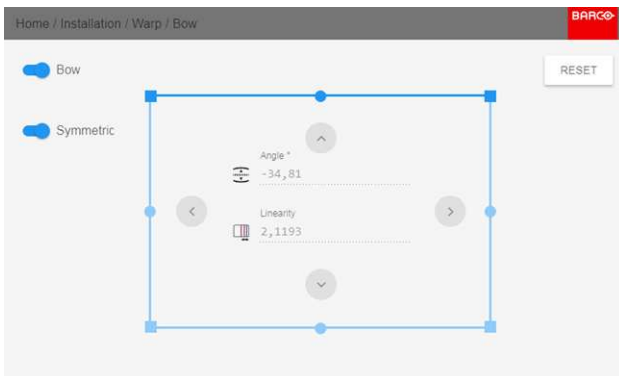 Home / Installation / Warp / Bow
BARCO
Bow
RESET
Symmetric
Angle *
-34,81
Linearity
2,1193